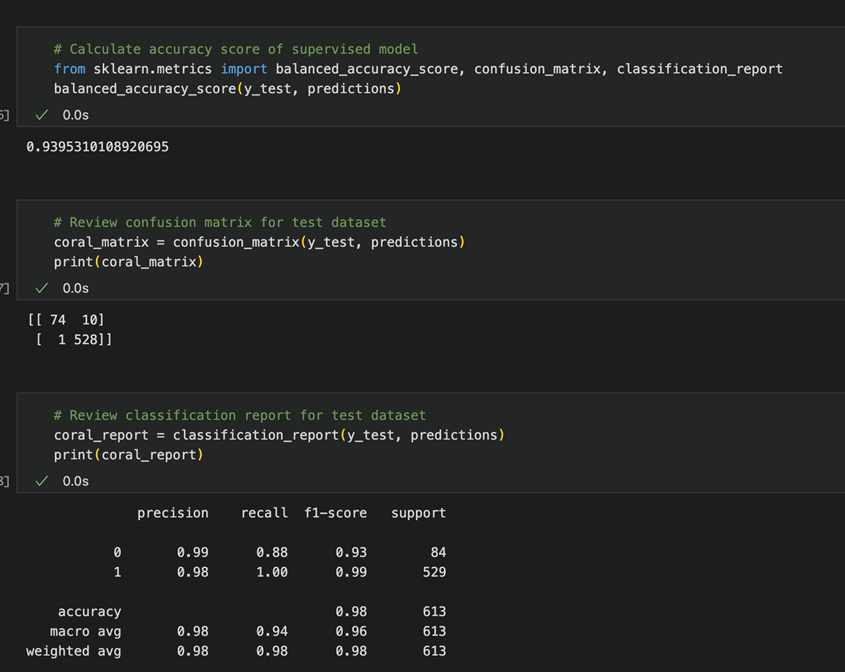 # Calculate accuracy score of supervised model
from sklearn.metrics import balanced_accuracy_score, confusion_matrix, classification_report
balanced_accuracy_score(y_test, predictions)
✓ 0.0s
0.9395310108920695
# Review confusion matrix for test dataset
coral_matrix = confusion_matrix(y_test, predictions)
print(coral_matrix)
7]
✓ 0.0s
[[ 74  10]
 [  1 528]]
# Review classification report for test dataset
coral_report = classification_report(y_test, predictions)
print(coral_report)
✓ 0.0s
precision recall f1-score support
0 0.99 0.88 0.93 84
1 0.98 1.00 0.99 529
accuracy 0.98 613
macro avg 0.98 0.94 0.96 613
weighted avg 0.98 0.98 0.98 613